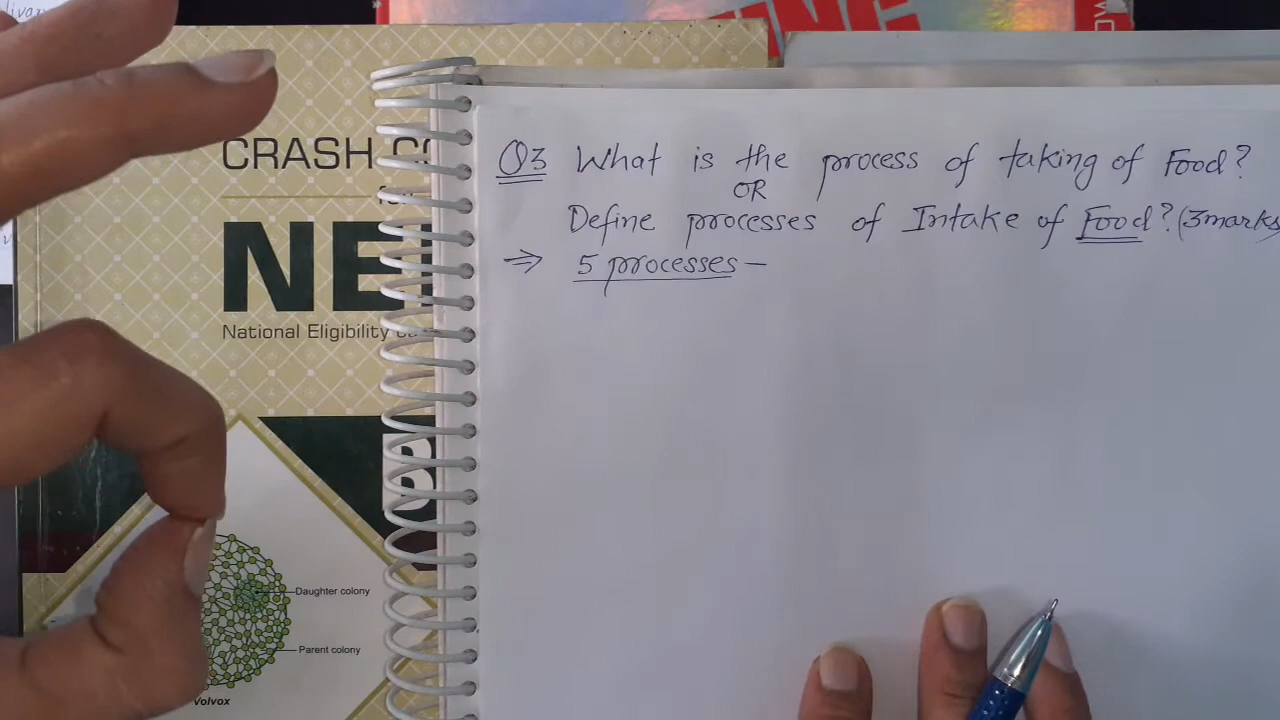 Q3 What is the process of taking of Food?
OR
Define processes of Intake of Food? (3marks
⇒ 5 processes —
CRASH
NE
National Eligibility
Daughter colony
Parent colony
Volvox